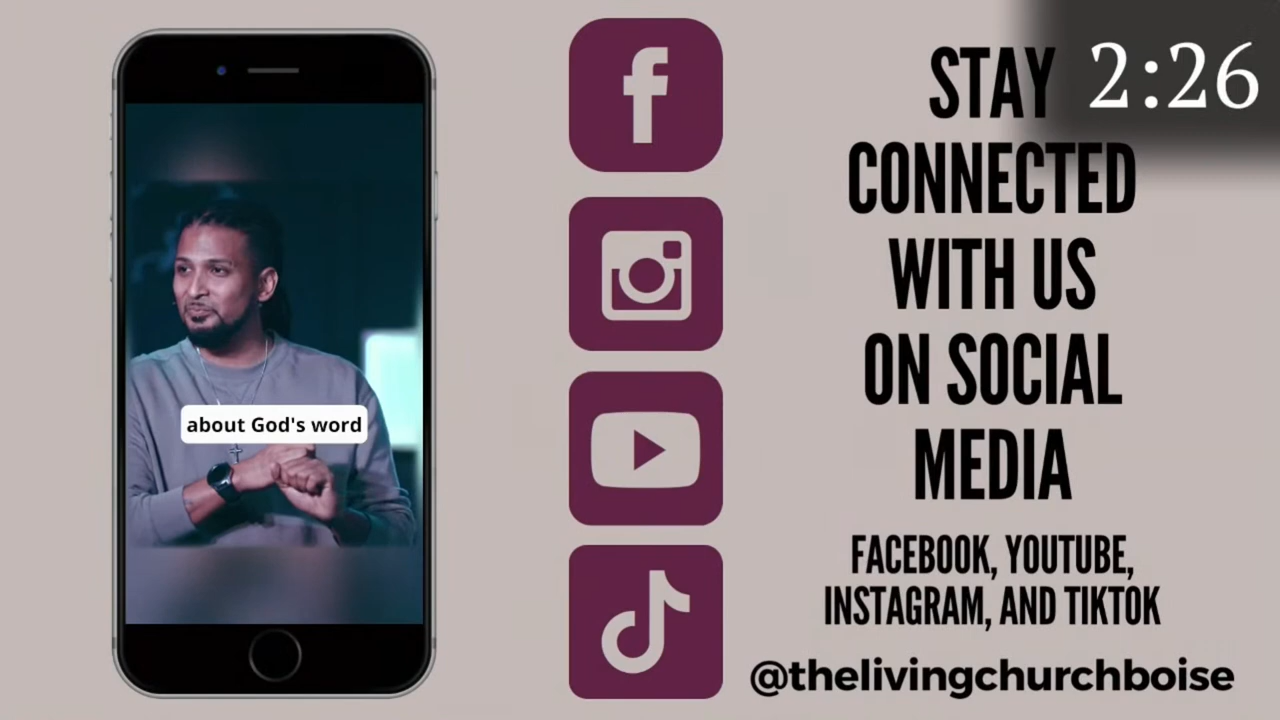 about God's word
STAY
CONNECTED
WITH US
ON SOCIAL
MEDIA
FACEBOOK, YOUTUBE,
INSTAGRAM, AND TIKTOK
@thelivingchurchboise
2:26